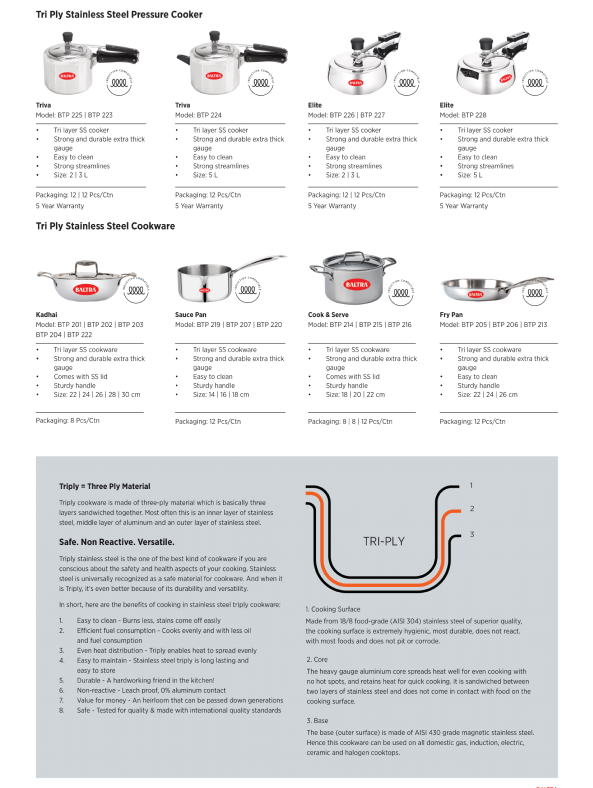 Tri Ply Stainless Steel Pressure Cooker
BALTRA
BALTRA
BALTRA
BALTRA
Triva
Model: BTP 225 | BTP 223
• Tri layer SS cooker
• Strong and durable extra thick
gauge
• Easy to clean
• Strong streamlines
• Size: 2 | 3 L
Packaging: 12 | 12 Pcs/Ctn
5 Year Warranty
Triva
Model: BTP 224
• Tri layer SS cooker
• Strong and durable extra thick
gauge
• Easy to clean
• Strong streamlines
• Size: 5 L
Packaging: 12 Pcs/Ctn
5 Year Warranty
Elite
Model: BTP 226 | BTP 227
• Tri layer SS cooker
• Strong and durable extra thick
gauge
• Easy to clean
• Strong streamlines
• Size: 2 | 3 L
Packaging: 12 | 12 Pcs/Ctn
5 Year Warranty
Elite
Model: BTP 228
• Tri layer SS cooker
• Strong and durable extra thick
gauge
• Easy to clean
• Strong streamlines
• Size: 5L
Packaging: 12 Pcs/Ctn
5 Year Warranty
Tri Ply Stainless Steel Cookware
BALTRA
BALTRA
BALTRA
BALTRA
Kadhai
Model: BTP 201 | BTP 202 | BTP 203
BTP 204 | BTP 222
• Tri layer SS cookware
• Strong and durable extra thick
gauge
• Comes with SS lid
• Sturdy handle
• Size: 22 | 24 | 26 | 28 | 30 cm
Packaging: 8 Pcs/Ctn
Sauce Pan
Model: BTP 219 | BTP 207 | BTP 220
• Tri layer SS cookware
• Strong and durable extra thick
gauge
• Easy to clean
• Sturdy handle
• Size: 14 | 16 | 18 cm
Packaging: 12 Pcs/Ctn
Cook & Serve
Model: BTP 214 | BTP 215 | BTP 216
• Tri layer SS cookware
• Strong and durable extra thick
gauge
• Comes with SS lid
• Sturdy handle
• Size: 18 | 20 | 22 cm
Packaging: 8 | 8 | 12 Pcs/Ctn
Fry Pan
Model: BTP 205 | BTP 206 | BTP 213
• Tri layer SS cookware
• Strong and durable extra thick
gauge
• Easy to clean
• Sturdy handle
• Size: 22 | 24 | 26 cm
Packaging: 12 Pcs/Ctn
Triply = Three Ply Material
Triply cookware is made of three-ply material which is basically three
layers sandwiched together. Most often this is an inner layer of stainless
steel, middle layer of aluminum and an outer layer of stainless steel.
Safe. Non Reactive. Versatile.
Triply stainless steel is the one of the best kind of cookware if you are
conscious about the safety and health aspects of your cooking. Stainless
steel is universally recognized as a safe material for cookware. And when it
is Triply, it's even better because of its durability and versatility.
In short, here are the benefits of cooking in stainless steel triply cookware:
1. Easy to clean - Burns less, stains come off easily
2. Efficient fuel consumption - Cooks evenly and with less oil
and fuel consumption
3. Even heat distribution - Triply enables heat to spread evenly
4. Easy to maintain - Stainless steel triply is long lasting and
easy to store
5. Durable - A hardworking friend in the kitchen!
6. Non-reactive - Leach proof, 0% aluminum contact
7. Value for money - An heirloom that can be passed down generations
8. Safe - Tested for quality & made with international quality standards
1
2
3
TRI-PLY
1. Cooking Surface
Made from 18/8 food-grade (AISI 304) stainless steel of superior quality,
the cooking surface is extremely hygienic, most durable, does not react,
with most foods and does not pit or corrode.
2. Core
The heavy gauge aluminium core spreads heat well for even cooking with
no hot spots, and retains heat for quick cooking. it is sandwiched between
two layers of stainless steel and does not come in contact with food on the
cooking surface.
3. Base
The base (outer surface) is made of AISI 430 grade magnetic stainless steel.
Hence this cookware can be used on all domestic gas, induction, electric,
ceramic and halogen cooktops.